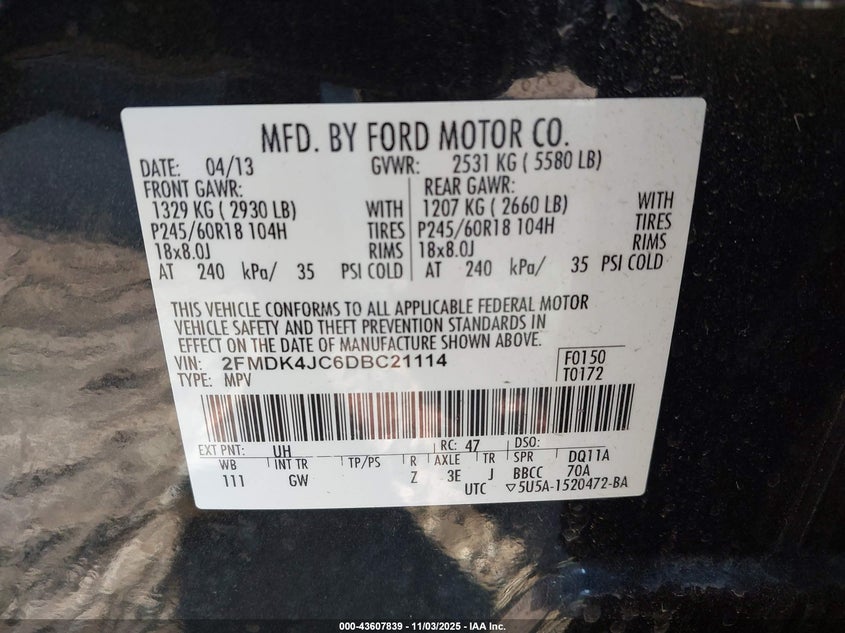 MFD. BY FORD MOTOR CO.
DATE: 04/13 GVWR: 2531 KG ( 5580 LB)
FRONT GAWR: REAR GAWR:
1329 KG ( 2930 LB) WITH 1207 KG ( 2660 LB) WITH
P245/60R18 104H TIRES P245/60R18 104H TIRES
18x8.0J RIMS 18x8.0J RIMS
AT 240 kPa/ 35 PSI COLD AT 240 kPa/ 35 PSI COLD
THIS VEHICLE CONFORMS TO ALL APPLICABLE FEDERAL MOTOR
VEHICLE SAFETY AND THEFT PREVENTION STANDARDS IN
EFFECT ON THE DATE OF MANUFACTURE SHOWN ABOVE.
VIN: 2FMDK4JC6DBC21114 F0150
TYPE: MPV T0172
EXT PNT: UH RC: 47 DSO:
WB INT TR TP/PS R AXLE TR SPR DQ11A
111 GW Z 3E J BBCC 70A
UTC ▽5U5A-1520472-BA
000-43607839 - 11/03/2025 - IAA Inc.